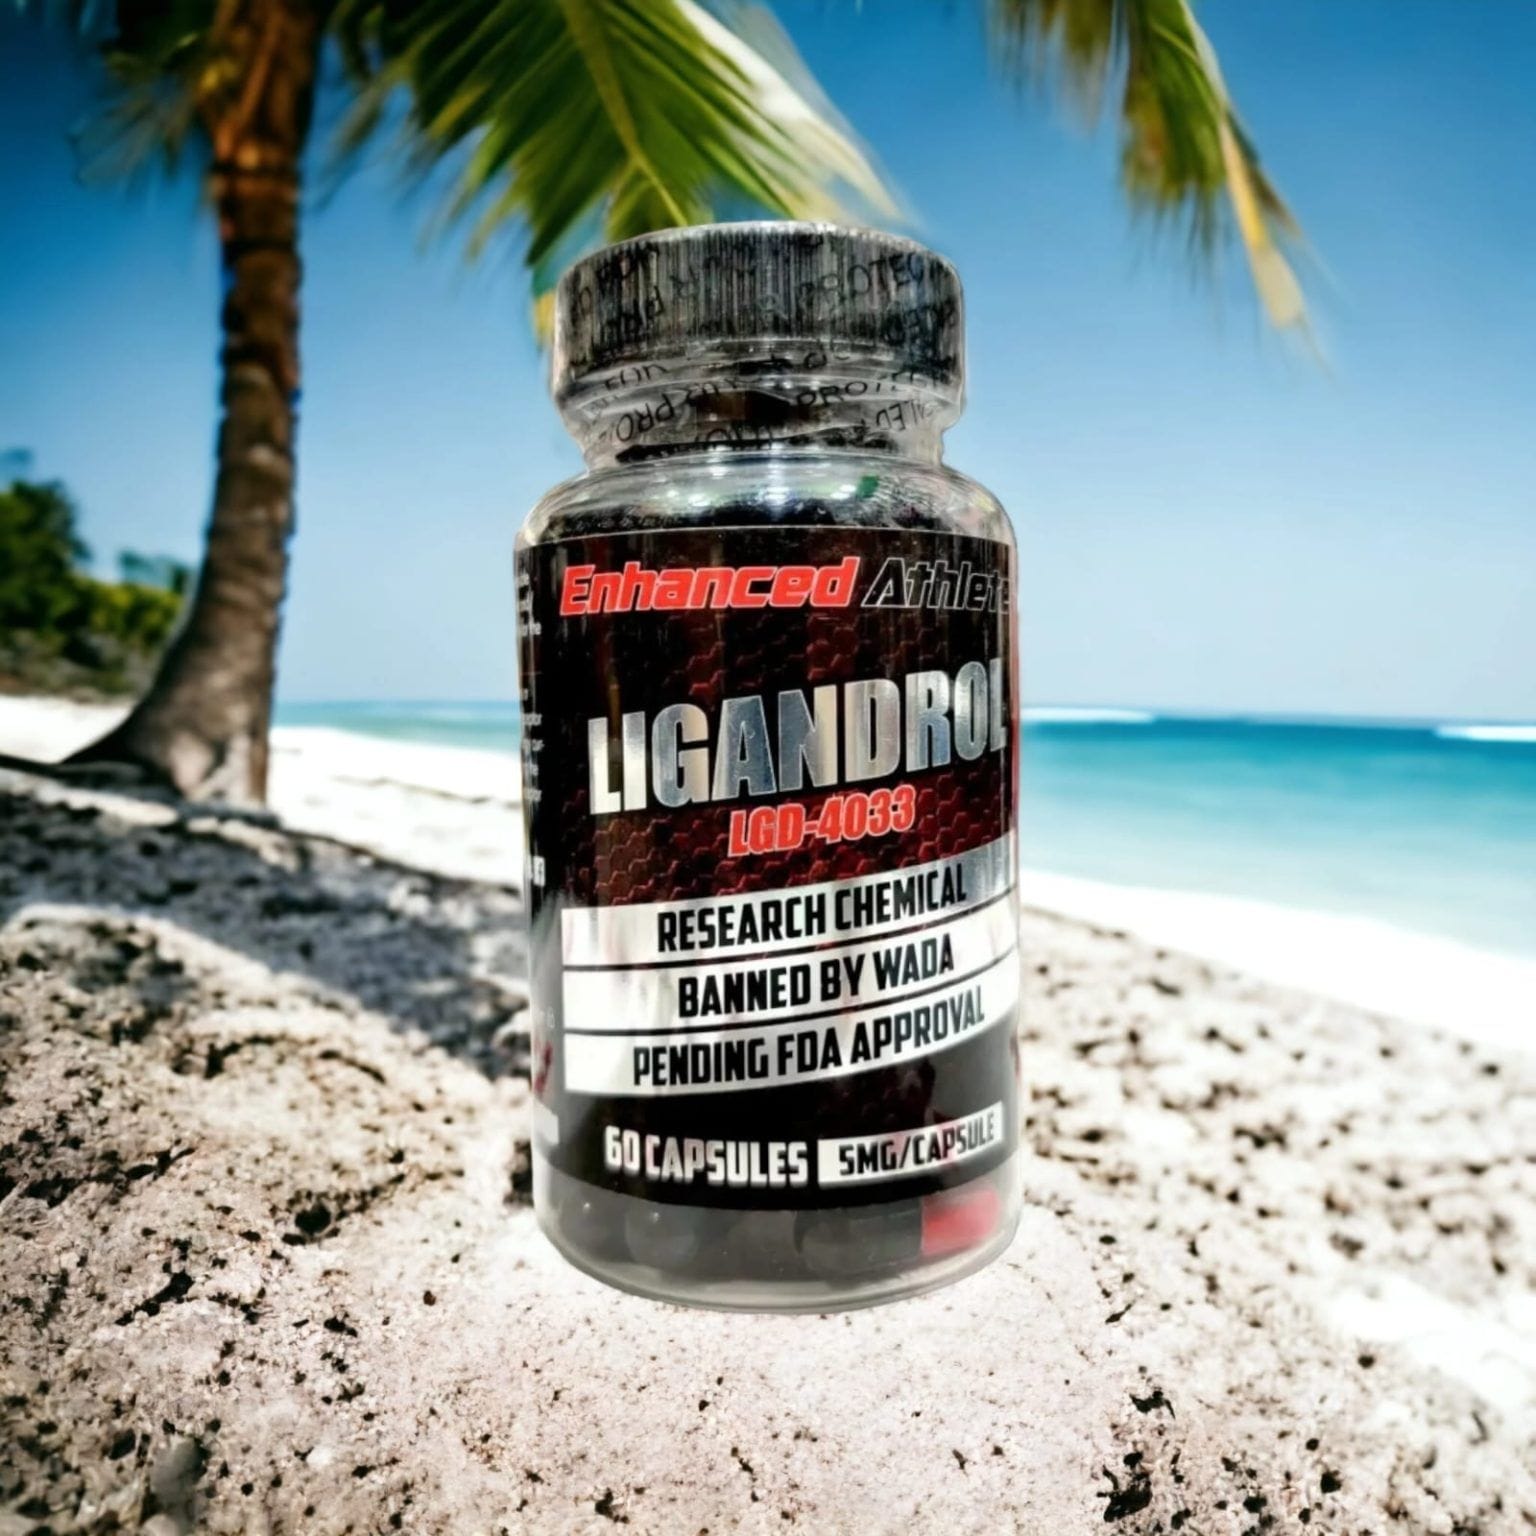 Enhanced Athlete
LIGANDROL
LGD-4033
RESEARCH CHEMICAL
BANNED BY WADA
PENDING FDA APPROVAL
60 CAPSULES 5MG/CAPSULE